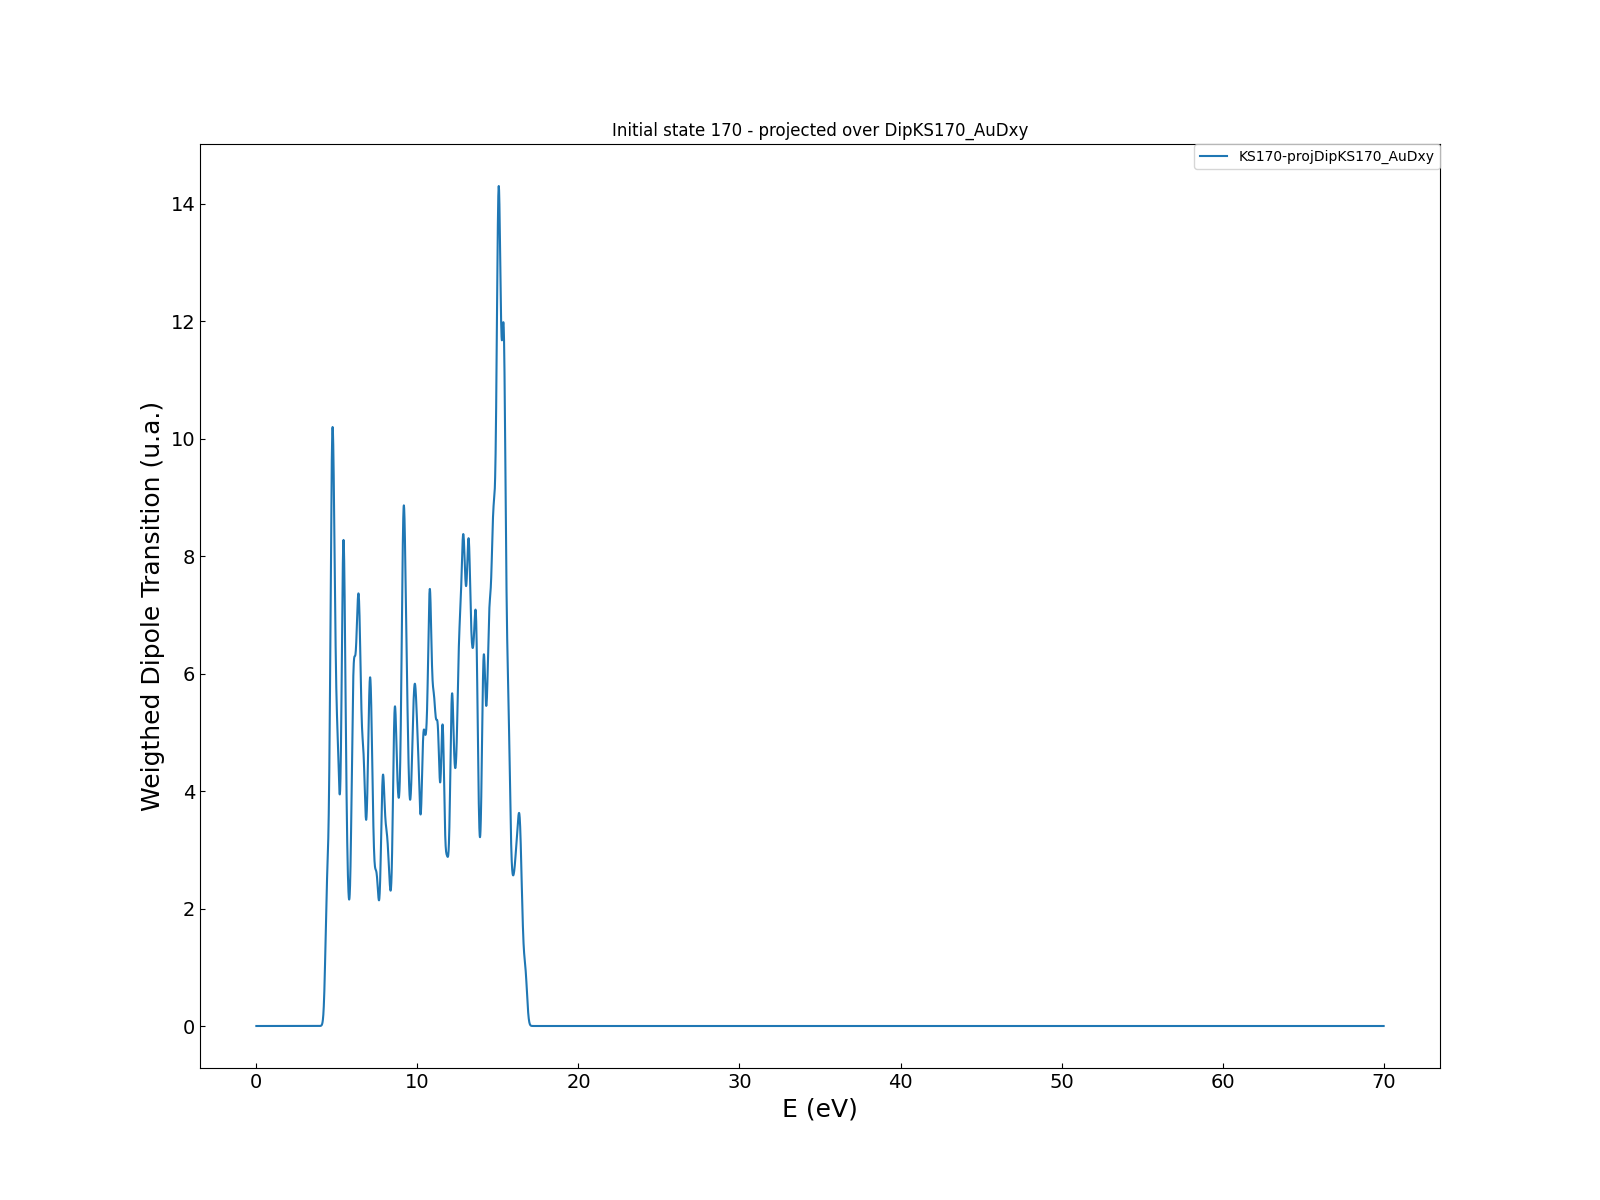 Initial state 170 - projected over DipKS170_AuDxy
KS170-projDipKS170_AuDxy
14
12
10
8
6
4
2
0
Weigthed Dipole Transition (u.a.)
0 10 20 30 40 50 60 70
E (eV)